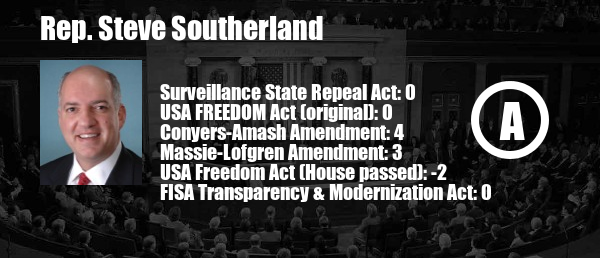 Rep. Steve Southerland
Surveillance State Repeal Act: 0
USA FREEDOM Act (original): 0
Conyers-Amash Amendment: 4
Massie-Lofgren Amendment: 3
USA Freedom Act (House passed): -2
FISA Transparency & Modernization Act: 0
A